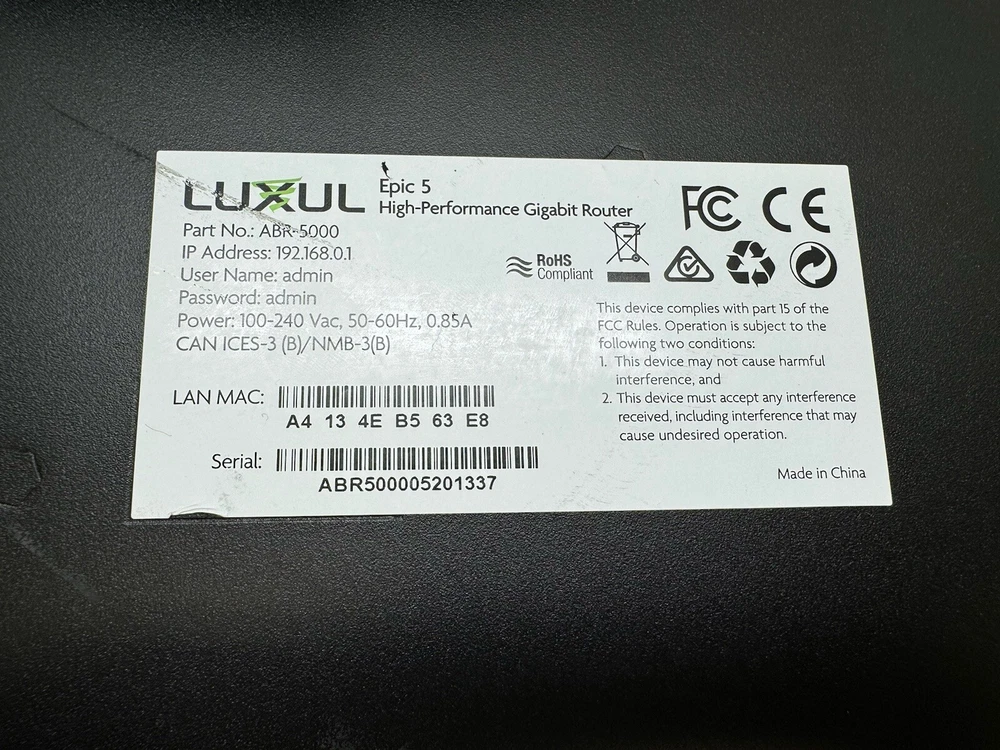 LUXUL
Epic 5
High-Performance Gigabit Router
FC CE
Part No.: ABR-5000
IP Address: 192.168.0.1
User Name: admin
Password: admin
Power: 100-240 Vac, 50-60Hz, 0.85A
CAN ICES-3 (B)/NMB-3(B)
RoHS
Compliant
This device complies with part 15 of the
FCC Rules. Operation is subject to the
following two conditions:
1. This device may not cause harmful
interference, and
2. This device must accept any interference
received, including interference that may
cause undesired operation.
LAN MAC:
A4 13 4E B5 63 E8
Serial:
ABR500005201337
Made in China